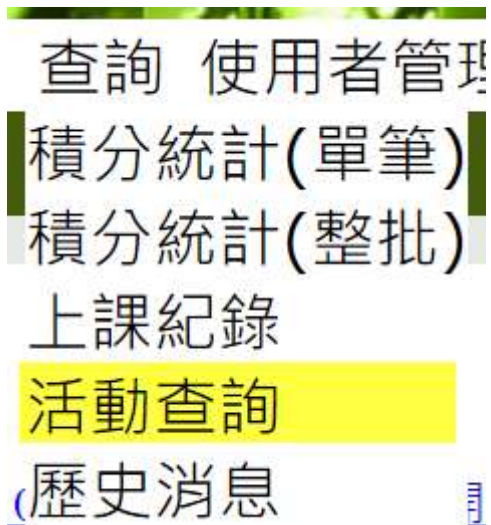 查詢 使用者管理
積分統計(單筆)
積分統計(整批)
上課紀錄
活動查詢
(歷史消息